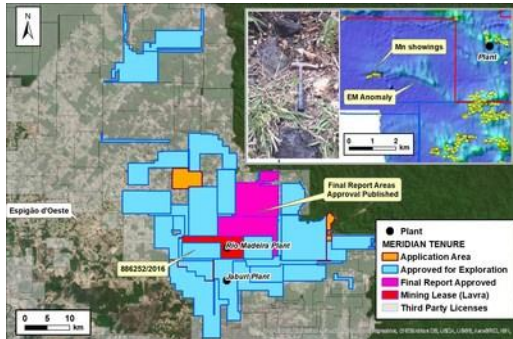 N
Mn showings
Plant
EM Anomaly
0 1 2
km
Final Report Areas
Approval Published
Espigão d'Oeste
Rio Madeira Plant
886252/2016
Jaburi Plant
0 5 10
km
Plant
MERIDIAN TENURE
Application Area
Approved for Exploration
Final Report Approved
Mining Lease (Lavra)
Third Party Licenses